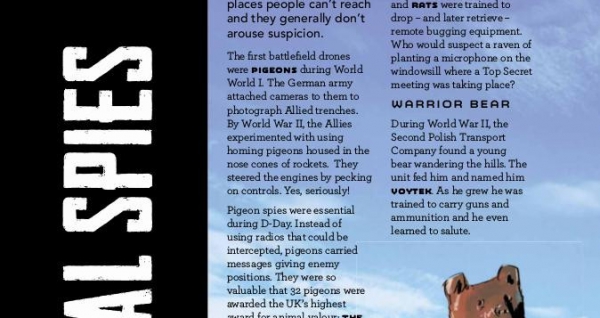 AL SPIES
places people can't reach
and they generally don't
arouse suspicion.
The first battlefield drones
were PIGEONS during World
World I. The German army
attached cameras to them to
photograph Allied trenches.
By World War II, the Allies
experimented with using
homing pigeons housed in the
nose cones of rockets. They
steered the engines by pecking
on controls. Yes, seriously!
Pigeon spies were essential
during D-Day. Instead of
using radios that could be
intercepted, pigeons carried
messages giving enemy
positions. They were so
valuable that 32 pigeons were
awarded the UK's highest
award for animal valour: THE
and RATS were trained to
drop – and later retrieve –
remote bugging equipment.
Who would suspect a raven of
planting a microphone on the
windowsill where a Top Secret
meeting was taking place?
WARRIOR BEAR
During World War II, the
Second Polish Transport
Company found a young
bear wandering the hills. The
unit fed him and named him
VOYTEK. As he grew he was
trained to carry guns and
ammunition and he even
learned to salute.